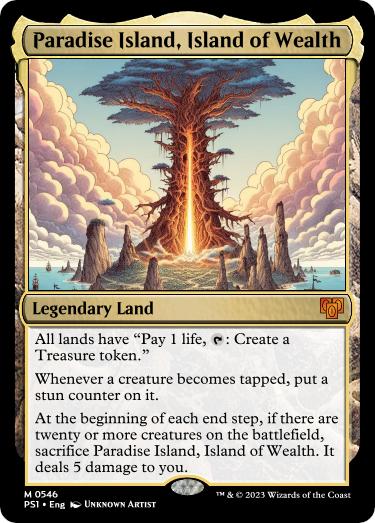 Paradise Island, Island of Wealth
Legendary Land
All lands have “Pay 1 life, : Create a
Treasure token.”
Whenever a creature becomes tapped, put a
stun counter on it.
At the beginning of each end step, if there are
twenty or more creatures on the battlefield,
sacrifice Paradise Island, Island of Wealth. It
deals 5 damage to you.
M 0546
PS1 • Eng Unknown Artist
™ & © 2023 Wizards of the Coast